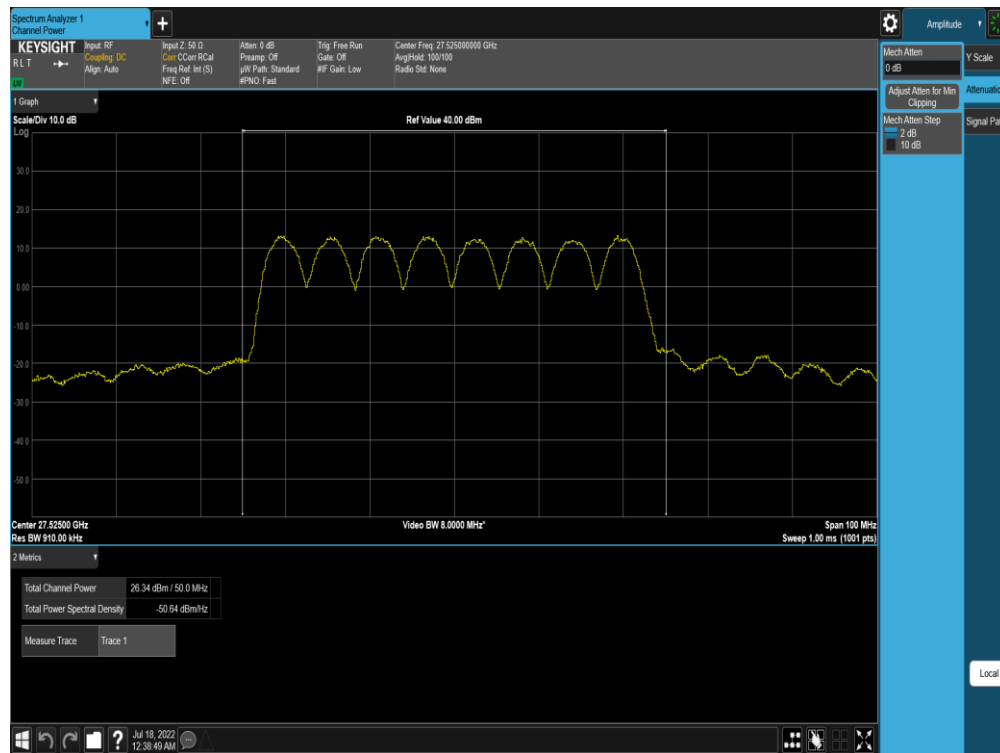 Spectrum Analyzer 1
Channel Power
+
Amplitude
KEYSIGHT
RLT
Input: RF
Coupling: DC
Align: Auto
Input Z: 50 Ω
Corr CCorr RCal
Freq Ref: Int (S)
NFE: Off
Atten: 0 dB
Preamp: Off
µW Path: Standard
#PNO: Fast
Trig: Free Run
Gate: Off
#IF Gain: Low
Center Freq: 27.525000000 GHz
Avg|Hold: 100/100
Radio Std: None
Mech Atten
0 dB
Adjust Atten for Min
Clipping
Mech Atten Step
2 dB
10 dB
Y Scale
Attenuatio
Signal Pat
1 Graph
Scale/Div 10.0 dB
Ref Value 40.00 dBm
Log
30.0
20.0
10.0
0.00
-10.0
-20.0
-30.0
-40.0
-50.0
Center 27.52500 GHz
Video BW 8.0000 MHz*
Span 100 MHz
Res BW 910.00 kHz
Sweep 1.00 ms (1001 pts)
2 Metrics
Total Channel Power 26.34 dBm / 50.0 MHz
Total Power Spectral Density -50.64 dBm/Hz
Measure Trace Trace 1
Local
?
Jul 18, 2022
12:38:49 AM